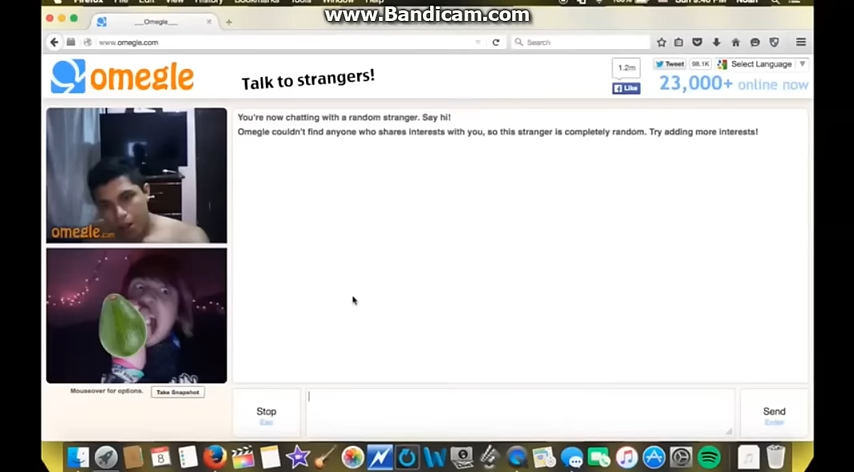 www.Bandicam.com
___Omegle___
www.omegle.com
Search
omegle
Talk to strangers!
1.2m
Like
Tweet
98.1K
Select Language
23,000+ online now
You're now chatting with a random stranger. Say hi!
Omegle couldn't find anyone who shares interests with you, so this stranger is completely random. Try adding more interests!
omegle.com
Mouseover for options.
Take Snapshot
Stop
Esc
Send
Enter